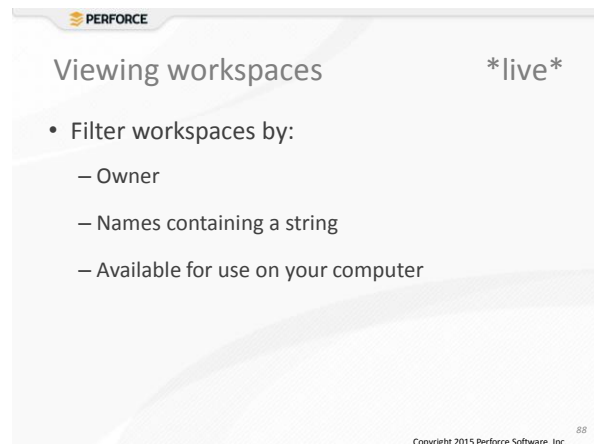 PERFORCE
Viewing workspaces *live*
• Filter workspaces by:
– Owner
– Names containing a string
– Available for use on your computer
88
Copyright 2015 Perforce Software, Inc